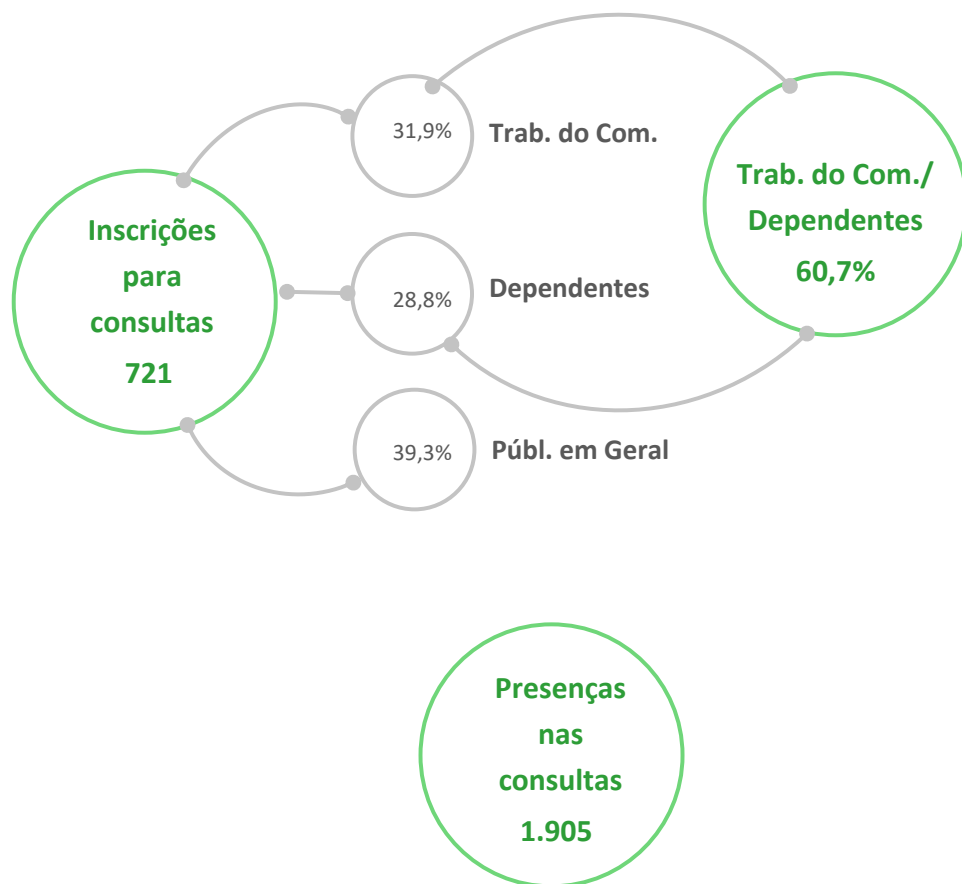 Inscrições
para
consultas
721
31,9%
Trab. do Com.
28,8%
Dependentes
39,3%
Públ. em Geral
Trab. do Com./
Dependentes
60,7%
Presenças
nas
consultas
1.905